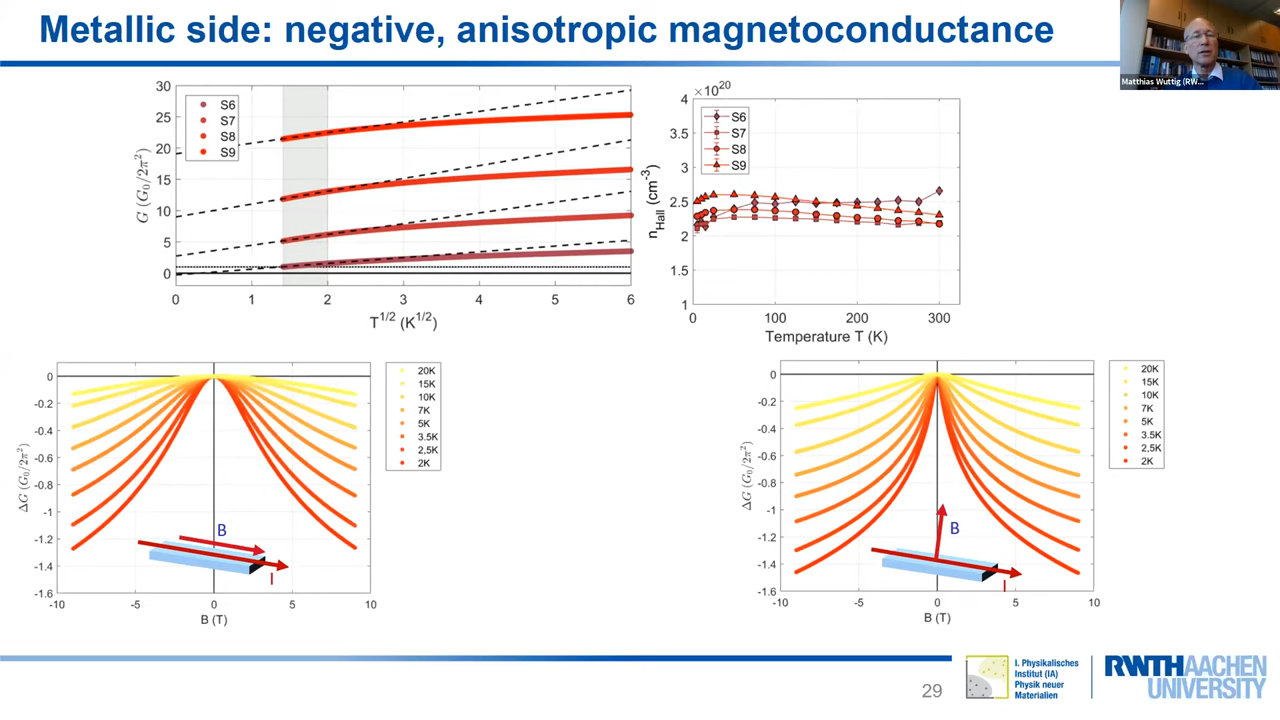 Metallic side: negative, anisotropic magnetoconductance
Matthias Wuttig (RW...
30
25
20
15
10
5
0
G (G₀/2π²)
S6
S7
S8
S9
0 1 2 3 4 5 6
T^1/2 (K^1/2)
×10^20
4
3.5
3
2.5
2
1.5
1
n_Hall (cm^-3)
S6
S7
S8
S9
0 100 200 300
Temperature T (K)
0
-0.2
-0.4
-0.6
-0.8
-1
-1.2
-1.4
-1.6
ΔG (G₀/2π²)
20K
15K
10K
7K
5K
3.5K
2,5K
2K
B
I
-10 -5 0 5 10
B (T)
0
-0.2
-0.4
-0.6
-0.8
-1
-1.2
-1.4
-1.6
ΔG (G₀/2π²)
20K
15K
10K
7K
5K
3.5K
2,5K
2K
B
I
-10 -5 0 5 10
B (T)
29
I. Physikalisches
Institut (IA)
Physik neuer
Materialien
RWTHAACHEN
UNIVERSITY